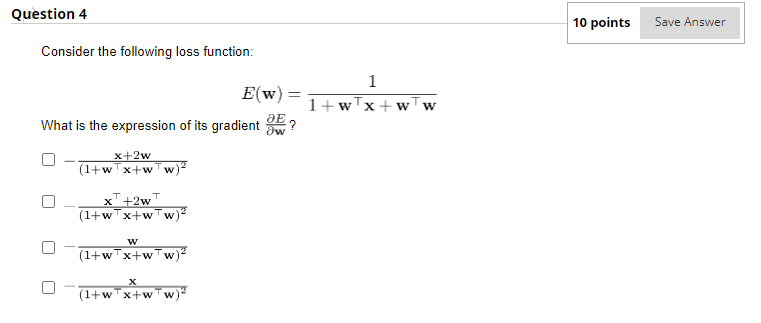 Question 4
10 points
Save Answer
Consider the following loss function:
E(w) = 1 / (1 + w⊤x + w⊤w)
What is the expression of its gradient ∂E/∂w ?
− (x+2w) / (1+w⊤x+w⊤w)²
− (x⊤+2w⊤) / (1+w⊤x+w⊤w)²
− w / (1+w⊤x+w⊤w)²
− x / (1+w⊤x+w⊤w)²